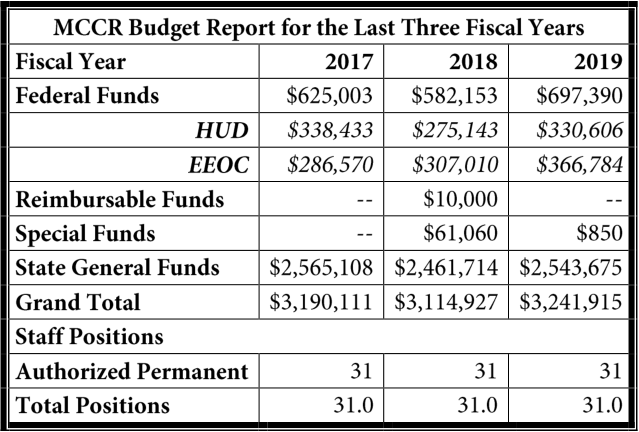 MCCR Budget Report for the Last Three Fiscal Years
Fiscal Year 2017 2018 2019
Federal Funds $625,003 $582,153 $697,390
HUD $338,433 $275,143 $330,606
EEOC $286,570 $307,010 $366,784
Reimbursable Funds -- $10,000 --
Special Funds -- $61,060 $850
State General Funds $2,565,108 $2,461,714 $2,543,675
Grand Total $3,190,111 $3,114,927 $3,241,915
Staff Positions
Authorized Permanent 31 31 31
Total Positions 31.0 31.0 31.0